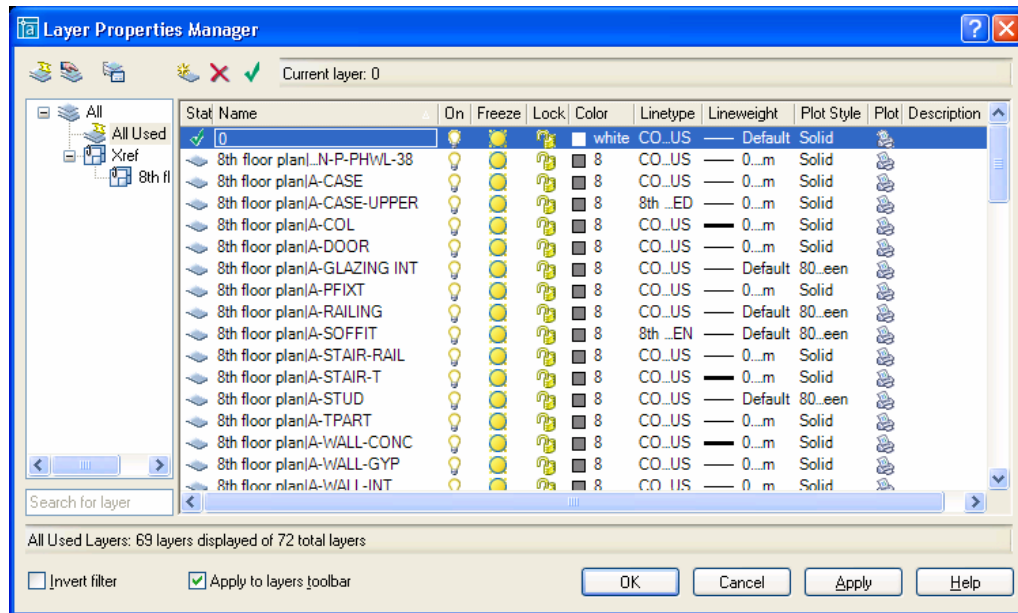 Layer Properties Manager
Current layer: 0
All
All Used
Xref
8th fl
Stat Name On Freeze Lock Color Linetype Lineweight Plot Style Plot Description
0 white CO...US Default Solid
8th floor plan|...N-P-PHWL-38 8 CO...US 0...m Solid
8th floor plan|A-CASE 8 CO...US 0...m Solid
8th floor plan|A-CASE-UPPER 8 8th ...ED 0...m Solid
8th floor plan|A-COL 8 CO...US 0...m Solid
8th floor plan|A-DOOR 8 CO...US 0...m Solid
8th floor plan|A-GLAZING INT 8 CO...US Default 80...een
8th floor plan|A-PFIXT 8 CO...US 0...m Solid
8th floor plan|A-RAILING 8 CO...US Default 80...een
8th floor plan|A-SOFFIT 8 8th ...EN Default 80...een
8th floor plan|A-STAIR-RAIL 8 CO...US 0...m Solid
8th floor plan|A-STAIR-T 8 CO...US 0...m Solid
8th floor plan|A-STUD 8 CO...US Default 80...een
8th floor plan|A-TPART 8 CO...US 0...m Solid
8th floor plan|A-WALL-CONC 8 CO...US 0...m Solid
8th floor plan|A-WALL-GYP 8 CO...US 0...m Solid
8th floor plan|A-WALL-INT 8 CO...US 0...m Solid
Search for layer
All Used Layers: 69 layers displayed of 72 total layers
Invert filter
Apply to layers toolbar
OK
Cancel
Apply
Help